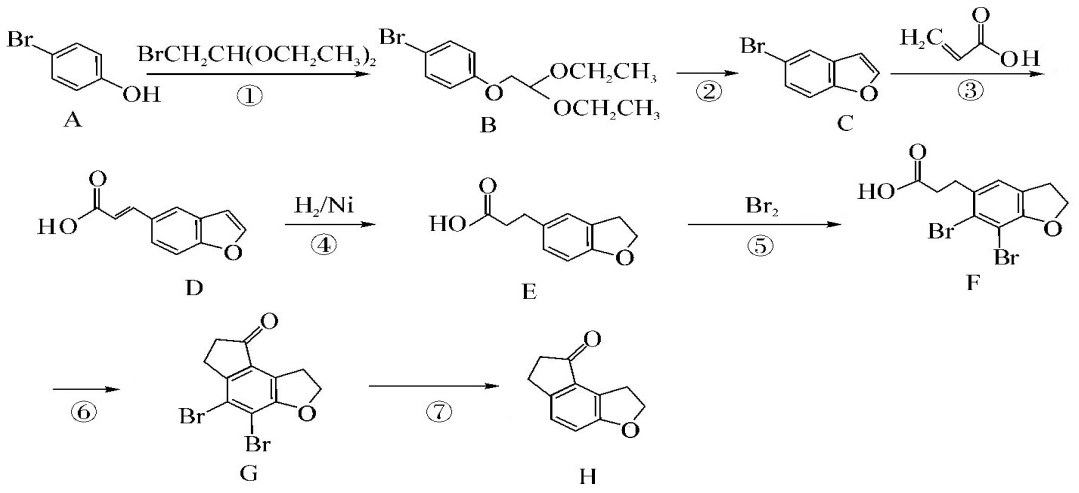 Br
OH
A
BrCH₂CH(OCH₂CH₃)₂
①
Br
O
OCH₂CH₃
OCH₂CH₃
B
②
Br
O
C
H₂C
O
OH
③
O
HO
O
D
H₂/Ni
④
O
HO
O
E
Br₂
⑤
O
HO
Br
Br
O
F
⑥
O
Br
Br
O
G
⑦
O
O
H